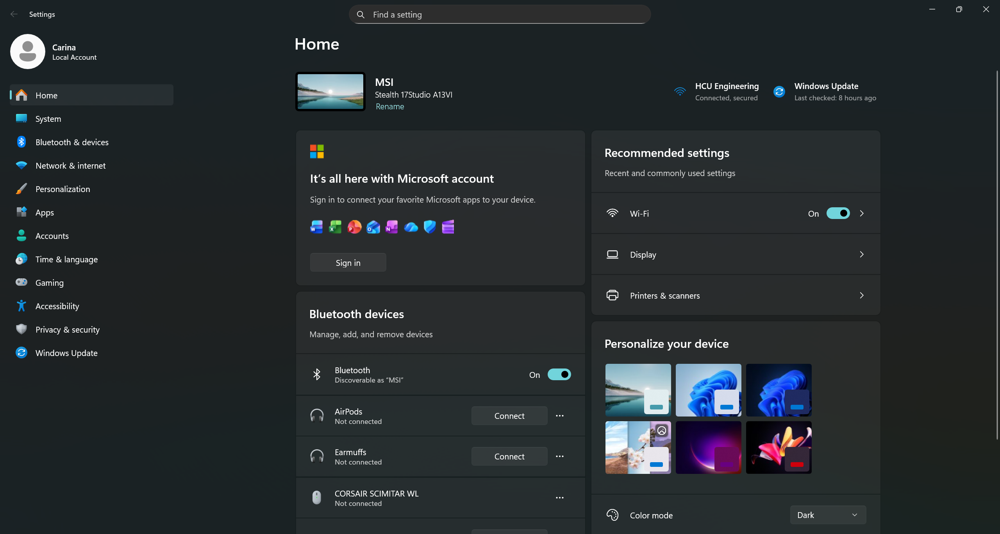 Settings
Find a setting
Carina
Local Account
Home
System
Bluetooth & devices
Network & internet
Personalization
Apps
Accounts
Time & language
Gaming
Accessibility
Privacy & security
Windows Update
Home
MSI
Stealth 17Studio A13VI
Rename
HCU Engineering
Connected, secured
Windows Update
Last checked: 8 hours ago
It’s all here with Microsoft account
Sign in to connect your favorite Microsoft apps to your device.
Sign in
Bluetooth devices
Manage, add, and remove devices
Bluetooth
Discoverable as “MSI”
On
AirPods
Not connected
Connect
Earmuffs
Not connected
Connect
CORSAIR SCIMITAR WL
Not connected
Recommended settings
Recent and commonly used settings
Wi-Fi
On
Display
Printers & scanners
Personalize your device
Color mode
Dark